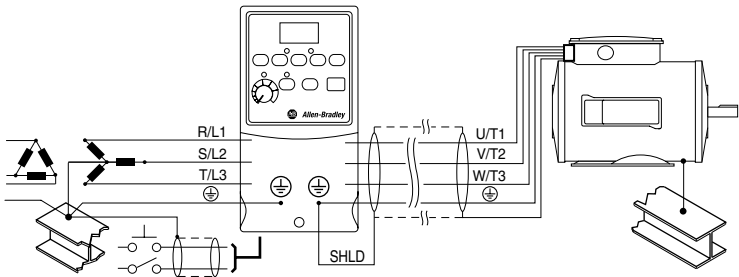 Allen-Bradley
R/L1
U/T1
S/L2
V/T2
T/L3
W/T3
SHLD